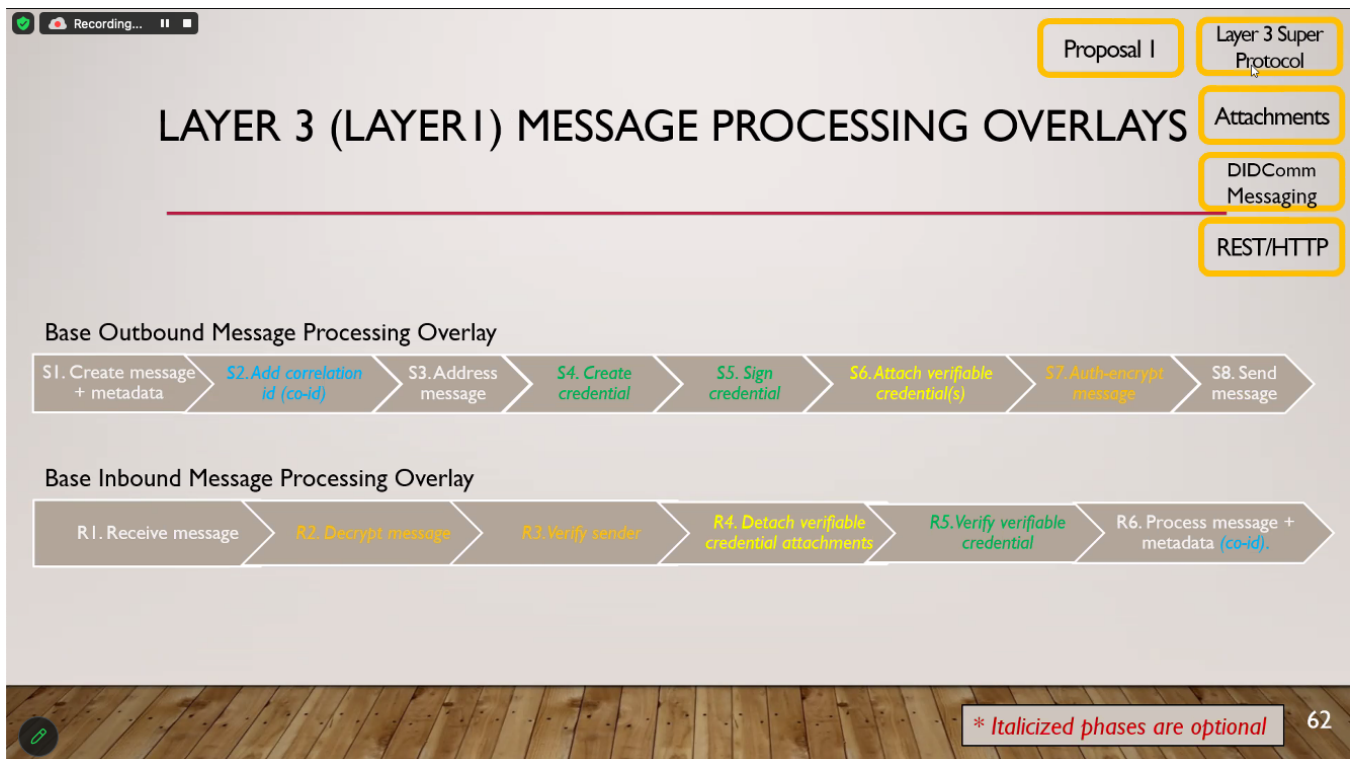 Recording...
Proposal 1
Layer 3 Super
Protocol
LAYER 3 (LAYER1) MESSAGE PROCESSING OVERLAYS
Attachments
DIDComm
Messaging
REST/HTTP
Base Outbound Message Processing Overlay
S1. Create message
+ metadata
S2. Add correlation
id (co-id)
S3. Address
message
S4. Create
credential
S5. Sign
credential
S6. Attach verifiable
credential(s)
S7. Auth-encrypt
message
S8. Send
message
Base Inbound Message Processing Overlay
R1. Receive message
R2. Decrypt message
R3. Verify sender
R4. Detach verifiable
credential attachments
R5. Verify verifiable
credential
R6. Process message +
metadata (co-id).
* Italicized phases are optional
62